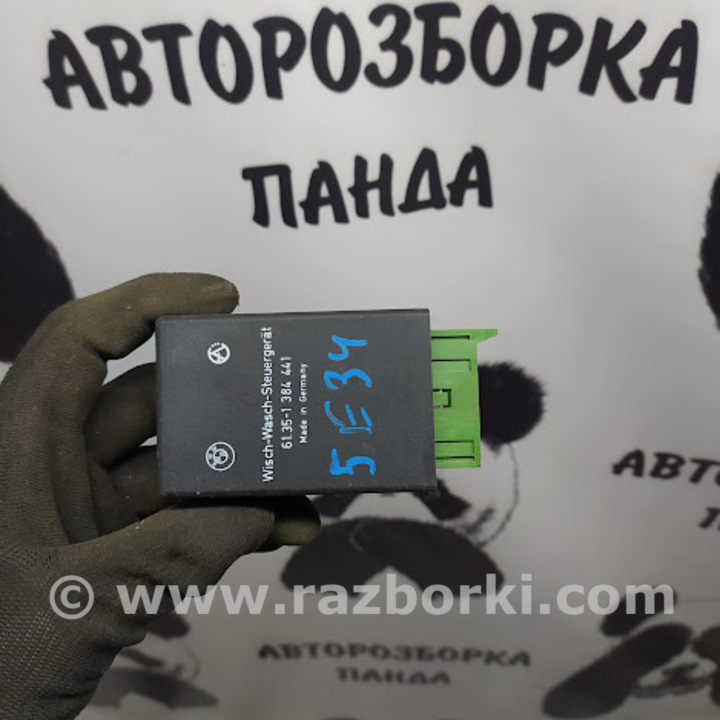 АВТОРОЗБОРКА
ПАНДА
Wisch-Wasch-Steuergerät
61.35-1 384 441
Made in Germany
5 E34
© www.razborki.com
АВТОРОЗБОРКА
ПАНДА